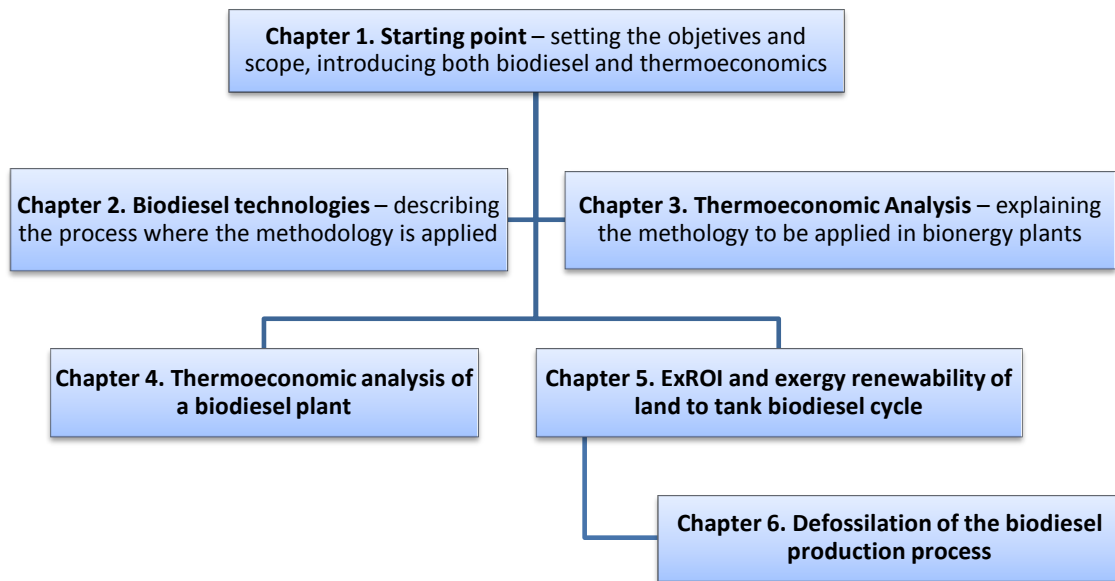 Chapter 1. Starting point – setting the objetives and
scope, introducing both biodiesel and thermoeconomics
Chapter 2. Biodiesel technologies – describing
the process where the methodology is applied
Chapter 3. Thermoeconomic Analysis – explaining
the methology to be applied in bionergy plants
Chapter 4. Thermoeconomic analysis of
a biodiesel plant
Chapter 5. ExROI and exergy renewability of
land to tank biodiesel cycle
Chapter 6. Defossilation of the biodiesel
production process